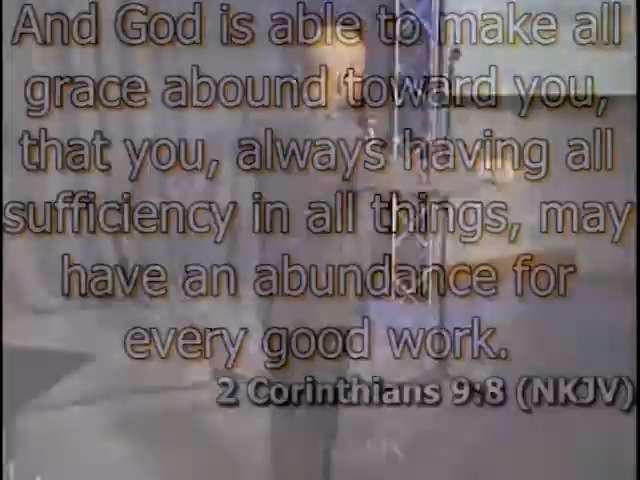 And God is able to make all
grace abound toward you,
that you, always having all
sufficiency in all things, may
have an abundance for
every good work.
2 Corinthians 9:8 (NKJV)